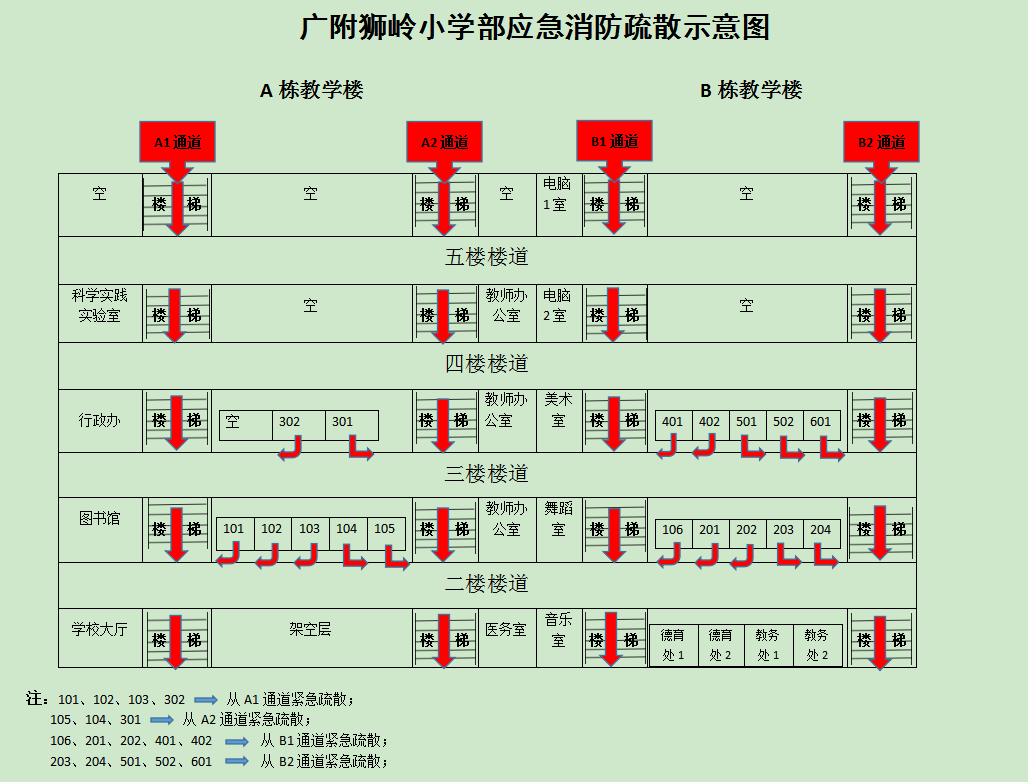 广附狮岭小学部应急消防疏散示意图
A 栋教学楼
B 栋教学楼
A1 通道
A2 通道
B1 通道
B2 通道
空
楼 梯
空
楼 梯
空
电脑
1 室
楼 梯
空
楼 梯
五楼楼道
科学实践
实验室
楼 梯
空
楼 梯
教师办
公室
电脑
2 室
楼 梯
空
楼 梯
四楼楼道
行政办
楼 梯
空
302
301
楼 梯
教师办
公室
美术
室
楼 梯
401
402
501
502
601
楼 梯
三楼楼道
图书馆
楼 梯
101
102
103
104
105
楼 梯
教师办
公室
舞蹈
室
楼 梯
106
201
202
203
204
楼 梯
二楼楼道
学校大厅
楼 梯
架空层
楼 梯
医务室
音乐
室
楼 梯
德育
处 1
德育
处 2
教务
处 1
教务
处 2
楼 梯
注：101、102、103、302 从 A1 通道紧急疏散；
105、104、301 从 A2 通道紧急疏散；
106、201、202、401、402 从 B1 通道紧急疏散；
203、204、501、502、601 从 B2 通道紧急疏散；